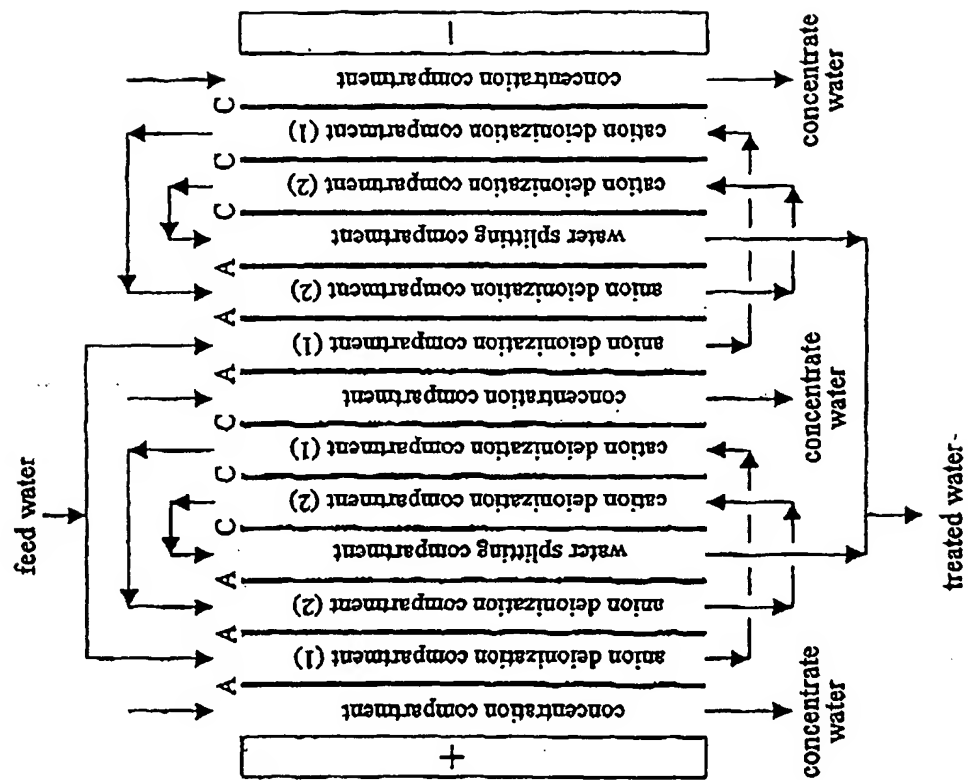 feed water
treated water-
+
concentration compartment
A
anion deionization compartment (1)
A
anion deionization compartment (2)
A
water splitting compartment
C
cation deionization compartment (2)
C
cation deionization compartment (1)
C
concentration compartment
A
anion deionization compartment (1)
A
anion deionization compartment (2)
A
water splitting compartment
C
cation deionization compartment (2)
C
cation deionization compartment (1)
C
concentration compartment
−
concentrate
water
concentrate
water
concentrate
water